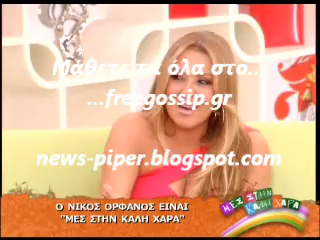 Μάθετε τα όλα στο..
...freegossip.gr
news-piper.blogspot.com
Ο ΝΙΚΟΣ ΟΡΦΑΝΟΣ ΕΙΝΑΙ
"ΜΕΣ ΣΤΗΝ ΚΑΛΗ ΧΑΡΑ"
ΜΕΣ ΣΤΗΝ
ΚΑΛΗ ΧΑΡΑ